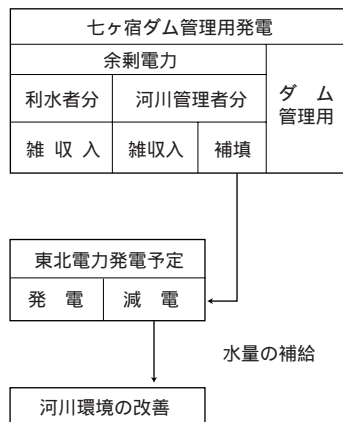 七ヶ宿ダム管理用発電
余剰電力
ダ ム
管理用
利水者分 河川管理者分
雑 収 入 雑収入 補填
東北電力発電予定
発 電 減 電
水量の補給
河川環境の改善